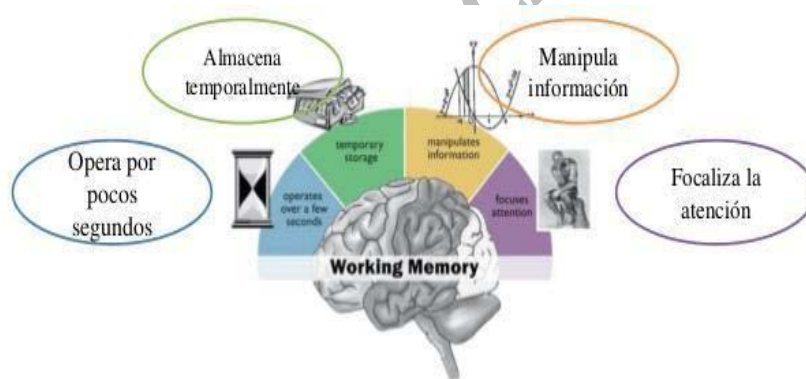 Almacena
temporalmente
Manipula
información
Opera por
pocos
segundos
Focaliza la
atención
temporary
storage
manipulates
information
operates
over a few
seconds
focuses
attention
Working Memory